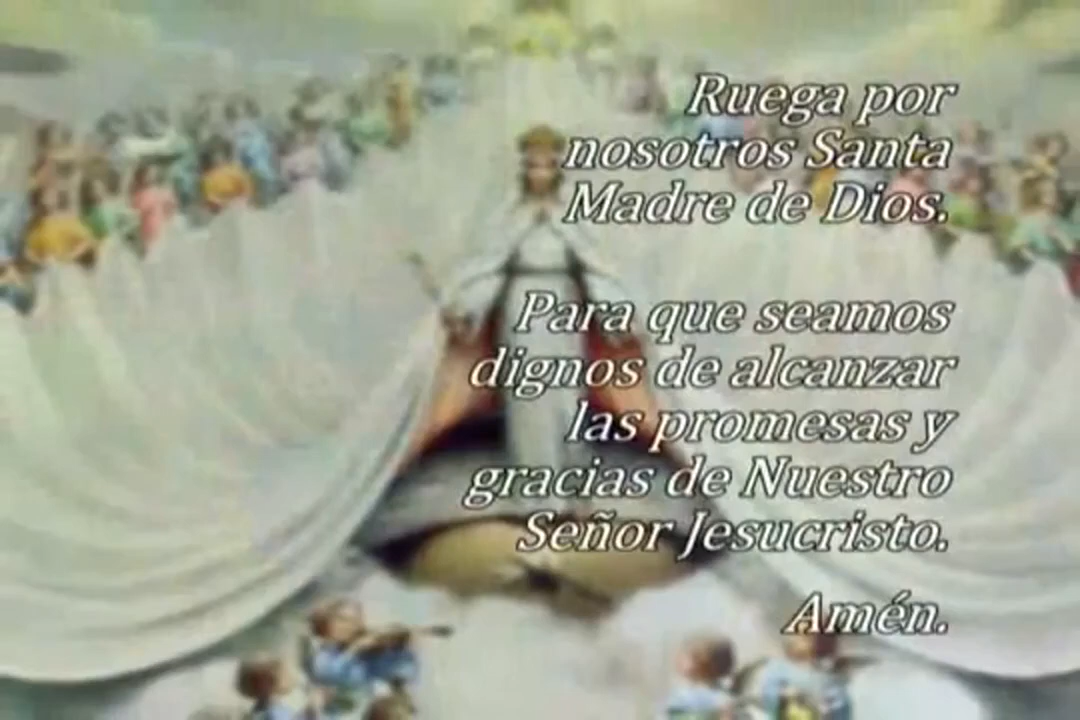 Ruega por
nosotros Santa
Madre de Dios.
Para que seamos
dignos de alcanzar
las promesas y
gracias de Nuestro
Señor Jesucristo.
Amén.